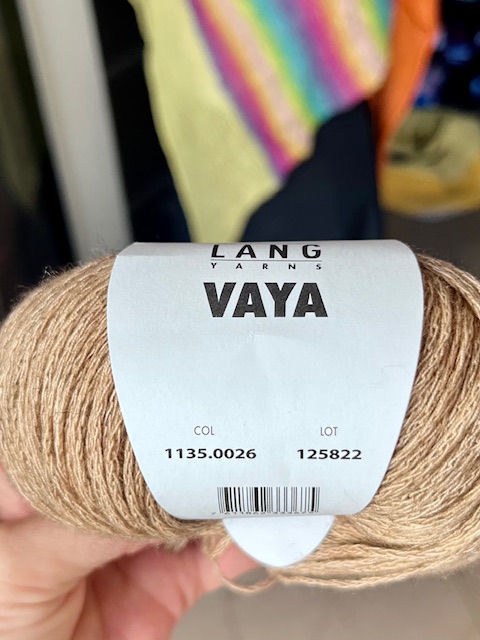 LANG
YARNS
VAYA
COL LOT
1135.0026 125822